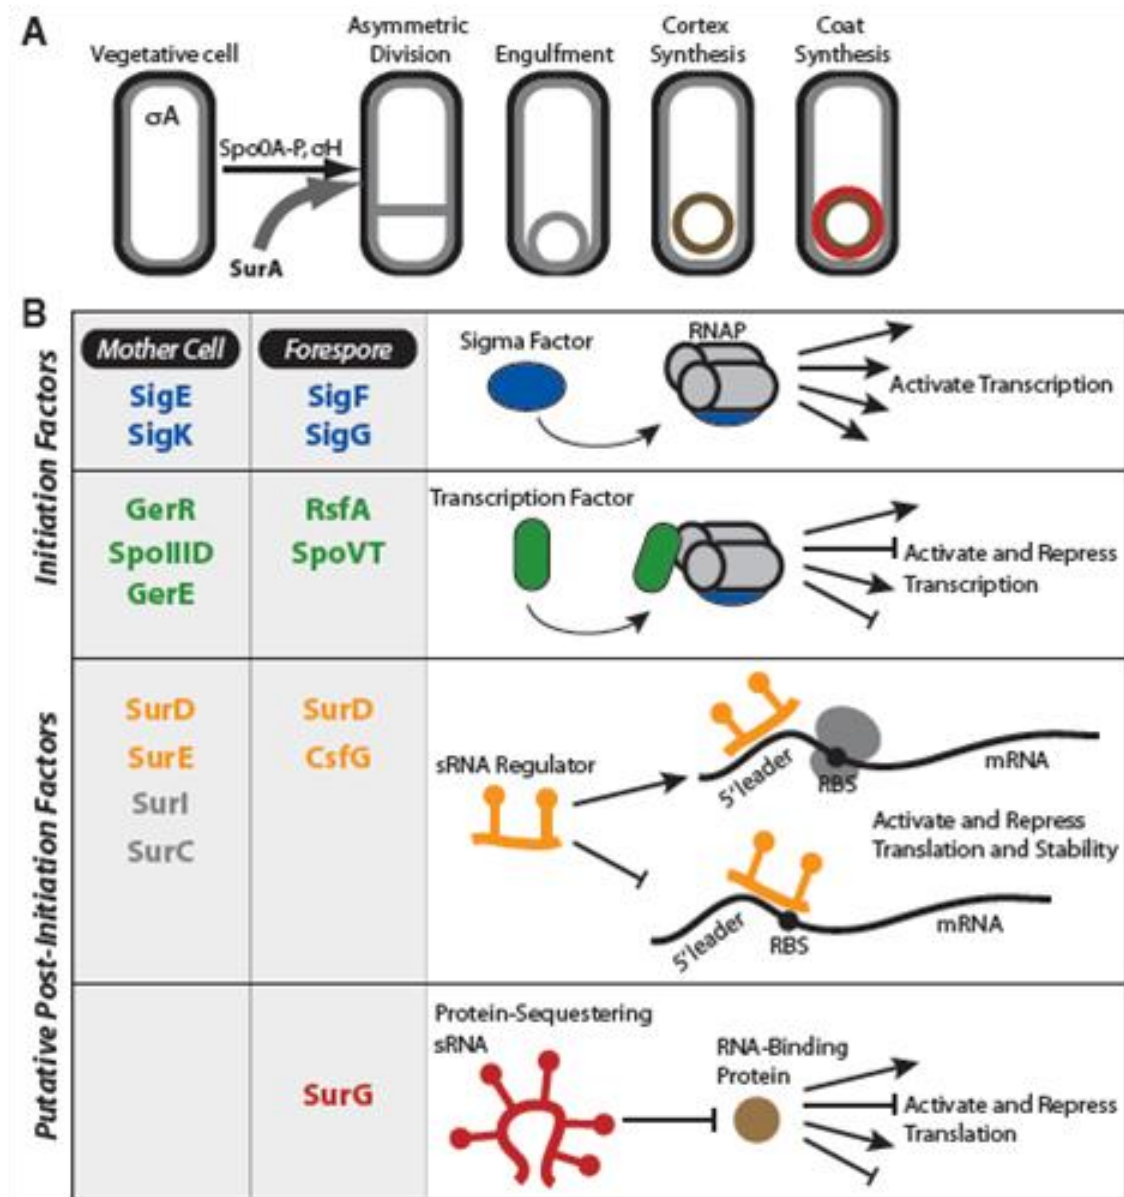 A
Vegetative cell
Asymmetric
Division
Engulfment
Cortex
Synthesis
Coat
Synthesis
σA
Spo0A-P, σH
SurA
B
Initiation Factors
Mother Cell
Forespore
SigE
SigK
SigF
SigG
Sigma Factor
RNAP
Activate Transcription
GerR
SpoIIID
GerE
RsfA
SpoVT
Transcription Factor
Activate and Repress
Transcription
Putative Post-Initiation Factors
SurD
SurE
SurI
SurC
SurD
CsfG
sRNA Regulator
5'leader
RBS
mRNA
Activate and Repress
Translation and Stability
5'leader
RBS
mRNA
SurG
Protein-Sequestering
sRNA
RNA-Binding
Protein
Activate and Repress
Translation